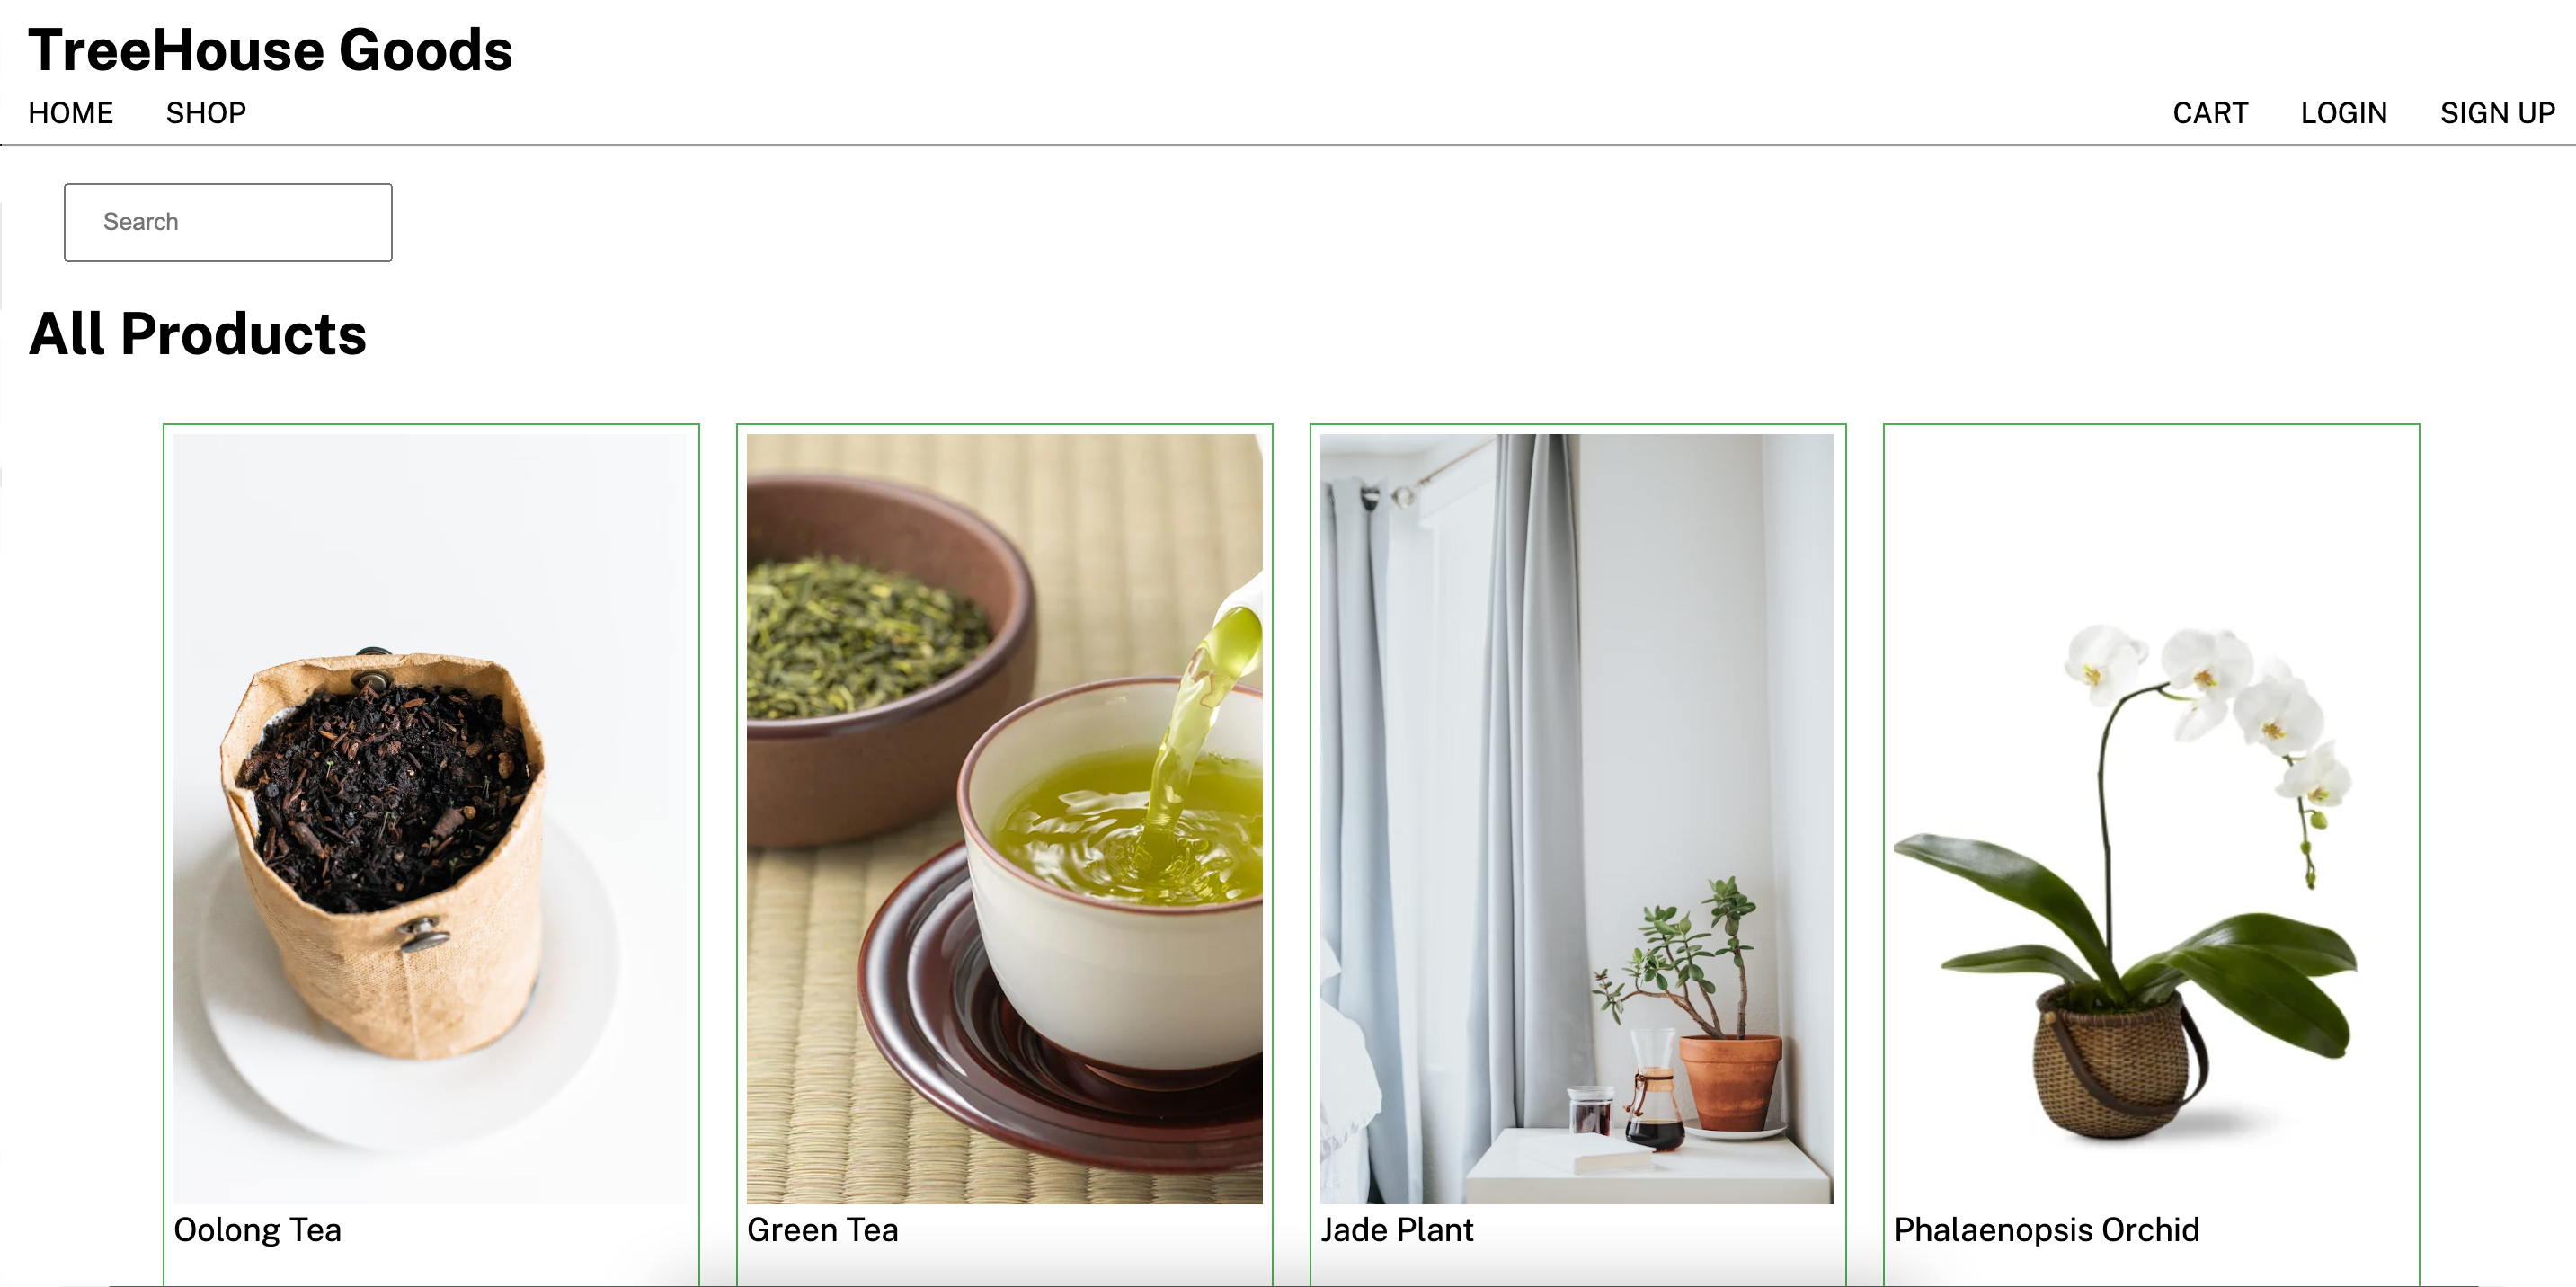 TreeHouse Goods
HOME SHOP CART LOGIN SIGN UP
Search
All Products
Oolong Tea
Green Tea
Jade Plant
Phalaenopsis Orchid